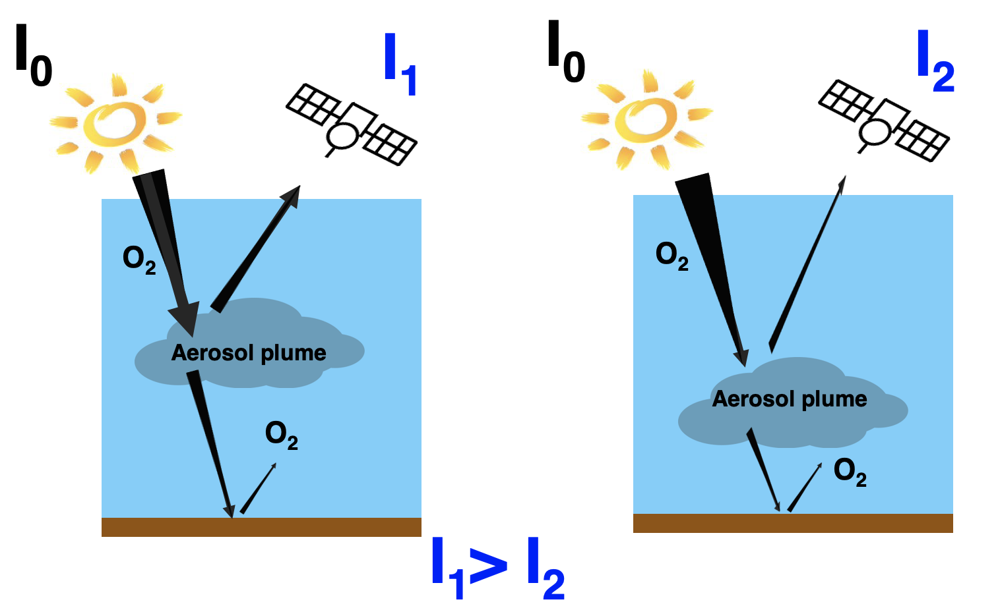 I₀
I₁
O₂
Aerosol plume
O₂
I₀
I₂
O₂
Aerosol plume
O₂
I₁> I₂